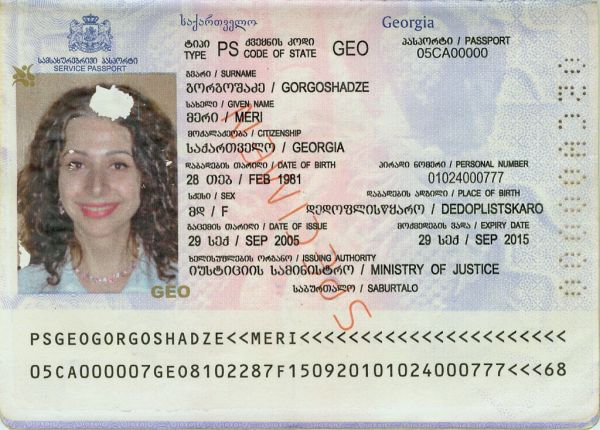 საქართველო Georgia
სამსახურებრივი პასპორტი
SERVICE PASSPORT
ტიპი PS ქვეყნის კოდი GEO პასპორტი / PASSPORT
TYPE CODE OF STATE 05CA00000
გვარი / SURNAME
გორგოშაძე / GORGOSHADZE
სახელი / GIVEN NAME
მერი / MERI
მოქალაქეობა / CITIZENSHIP
საქართველო / GEORGIA
დაბადების თარიღი / DATE OF BIRTH პირადი ნომერი / PERSONAL NUMBER
28 თებ / FEB 1981 01024000777
სქესი / SEX დაბადების ადგილი / PLACE OF BIRTH
მდ / F დედოფლისწყარო / DEDOPLISTSKARO
გაცემის თარიღი / DATE OF ISSUE მოქმედების ვადა / EXPIRY DATE
29 სექ / SEP 2005 29 სექ / SEP 2015
ხელისუფლების ორგანო / ISSUING AUTHORITY
იუსტიციის სამინისტრო / MINISTRY OF JUSTICE
საბურთალო / SABURTALO
GEO
SPECIMEN
PSGEOGORGOSHADZE<<MERI<<<<<<<<<<<<<<<<<<<<<<
05CA000007GEO8102287F150920101024000777<<<68